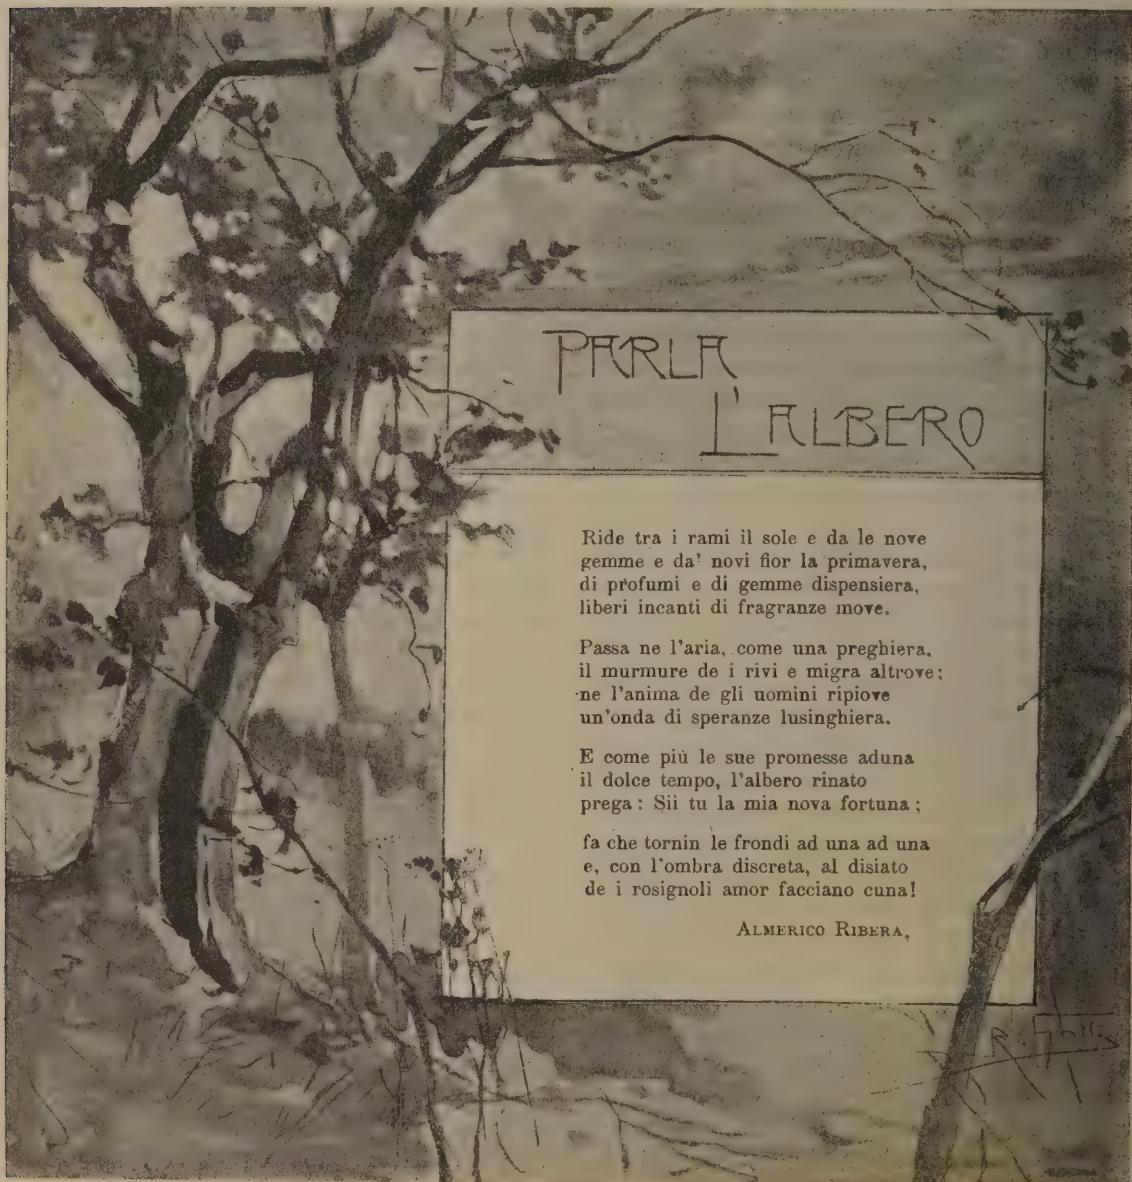 PARLA
L'ALBERO
Ride tra i rami il sole e da le nove
gemme e da' novi fior la primavera,
di profumi e di gemme dispensiera,
liberi incanti di fragranze move.
Passa ne l'aria, come una preghiera,
il murmure de i rivi e migra altrove;
ne l'anima de gli uomini ripiove
un'onda di speranze lusinghiera.
E come più le sue promesse aduna
il dolce tempo, l'albero rinato
prega: Sii tu la mia nova fortuna;
fa che tornin le frondi ad una ad una
e, con l'ombra discreta, al disiato
de i rosignoli amor facciano cuna!
ALMERICO RIBERA,